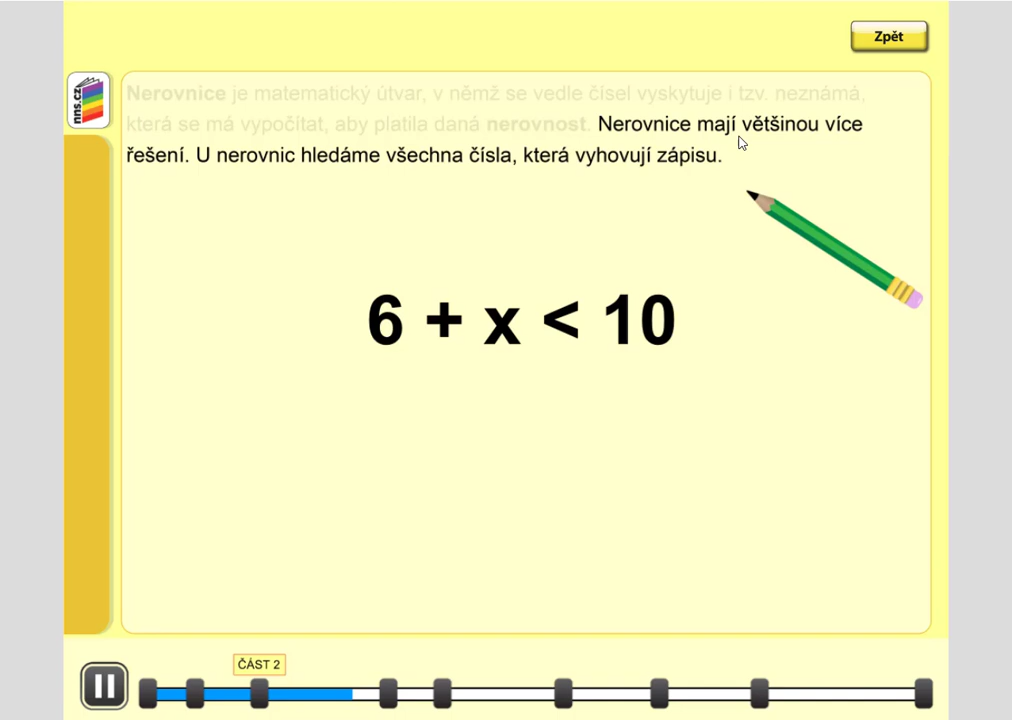 Zpět
nns.cz
Nerovnice je matematický útvar, v němž se vedle čísel vyskytuje i tzv. neznámá,
která se má vypočítat, aby platila daná nerovnost. Nerovnice mají většinou více
řešení. U nerovnic hledáme všechna čísla, která vyhovují zápisu.
6 + x < 10
ČÁST 2